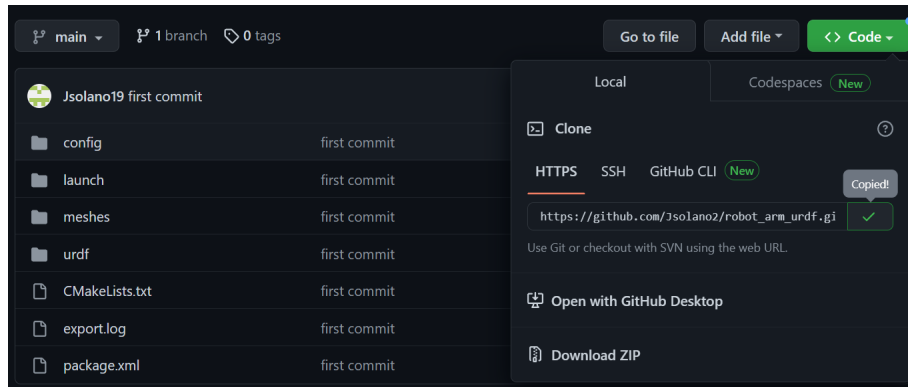 main 1 branch 0 tags Go to file Add file <> Code
Jsolano19 first commit
config first commit
launch first commit
meshes first commit
urdf first commit
CMakeLists.txt first commit
export.log first commit
package.xml first commit
Local Codespaces New
Clone
HTTPS SSH GitHub CLI New
Copied!
https://github.com/Jsolano2/robot_arm_urdf.gi
Use Git or checkout with SVN using the web URL.
Open with GitHub Desktop
Download ZIP